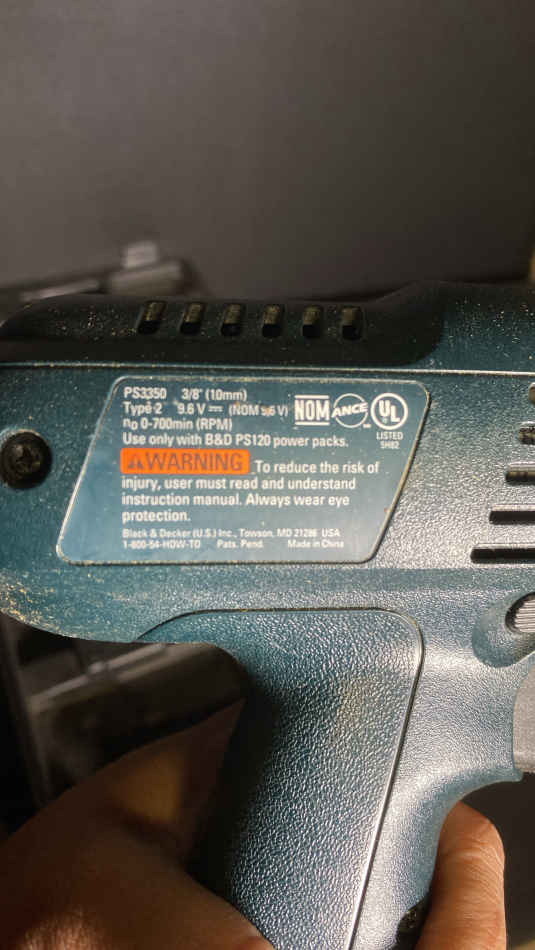 PS3350 3/8" (10mm)
Type 2 9.6 V (NOM 9.6 V)
n₀ 0-700min (RPM)
Use only with B&D PS120 power packs.
NOM ANCE UL
LISTED
5H82
WARNING To reduce the risk of
injury, user must read and understand
instruction manual. Always wear eye
protection.
Black & Decker (U.S.) Inc., Towson, MD 21286 USA
1-800-54-HOW-TO Pats. Pend. Made in China